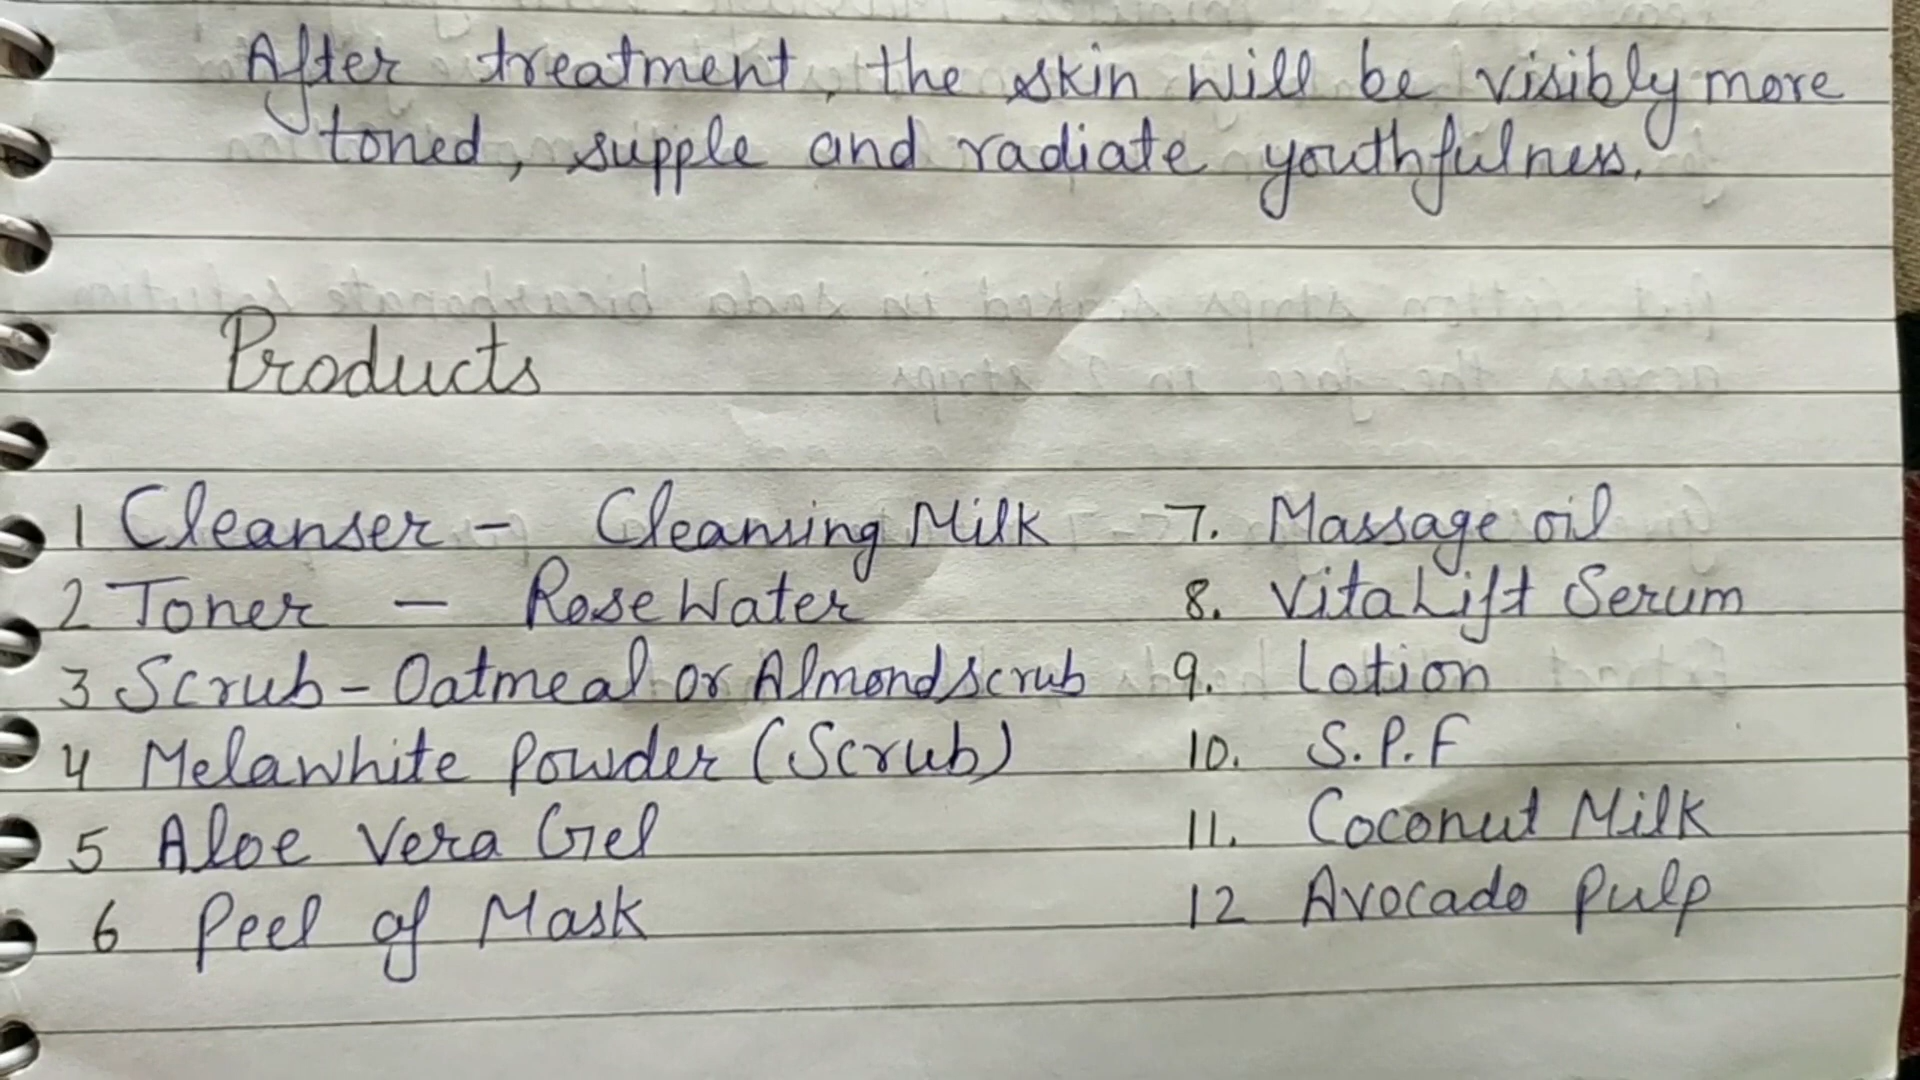 After treatment, the skin will be visibly more
toned, supple and radiate youthfulness.
Products
1 Cleanser - Cleansing Milk
2 Toner - Rose Water
3 Scrub - Oatmeal or Almond scrub
4 Melawhite Powder (Scrub)
5 Aloe Vera Gel
6 Peel of Mask
7. Massage oil
8. Vita Lift Serum
9. Lotion
10. S.P.F
11. Coconut Milk
12 Avocado Pulp